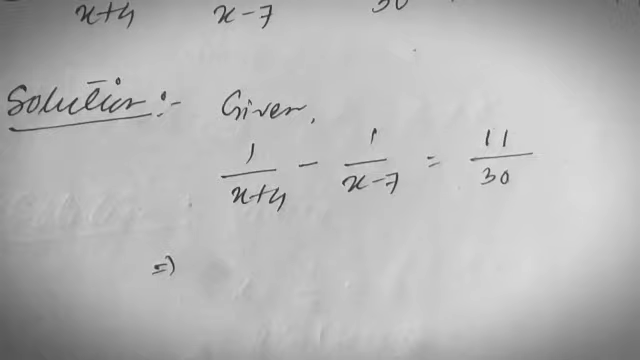 x+4 x-7 30
Solution:- Given,
1/(x+4) - 1/(x-7) = 11/30
=>